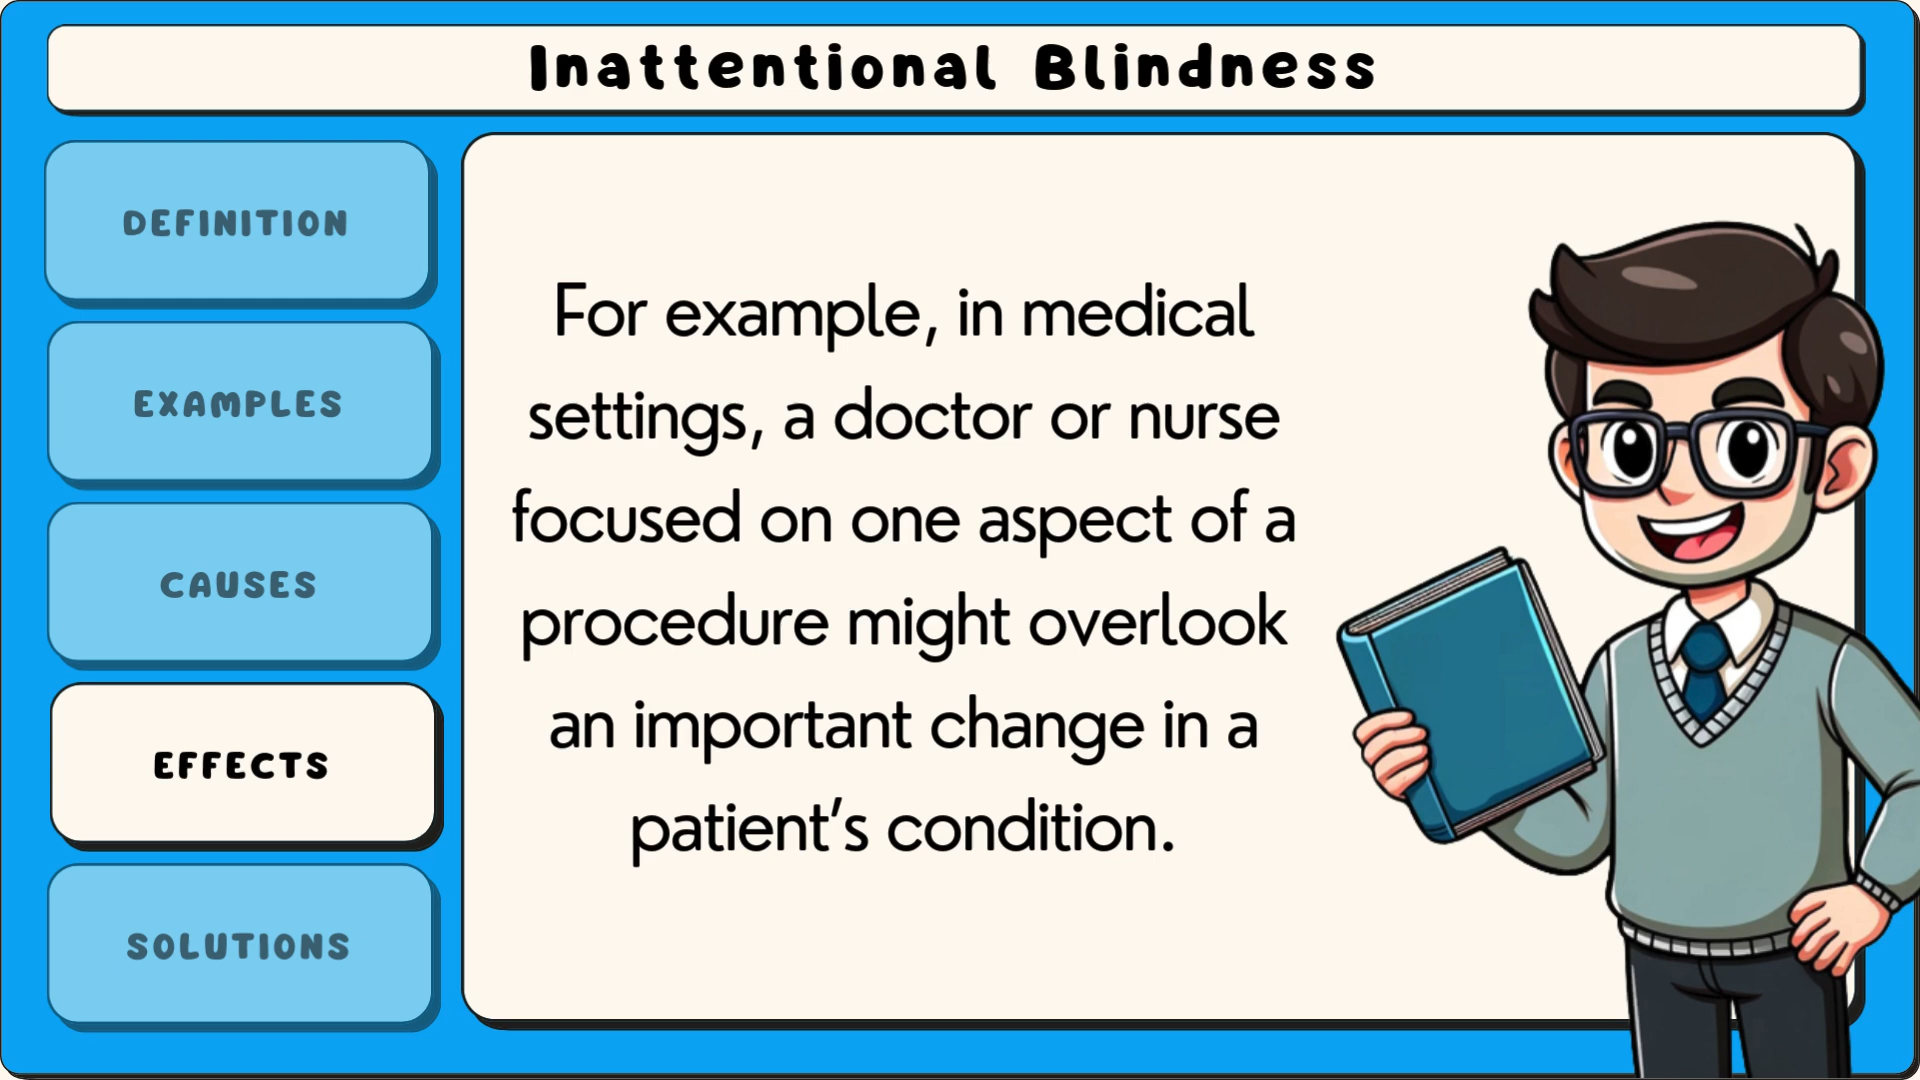 Inattentional Blindness
DEFINITION
EXAMPLES
CAUSES
EFFECTS
SOLUTIONS
For example, in medical
settings, a doctor or nurse
focused on one aspect of a
procedure might overlook
an important change in a
patient's condition.